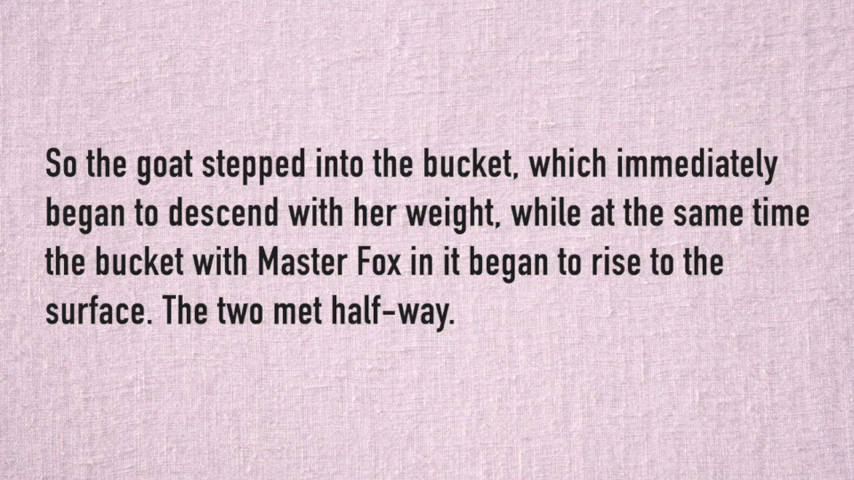 So the goat stepped into the bucket, which immediately
began to descend with her weight, while at the same time
the bucket with Master Fox in it began to rise to the
surface. The two met half-way.